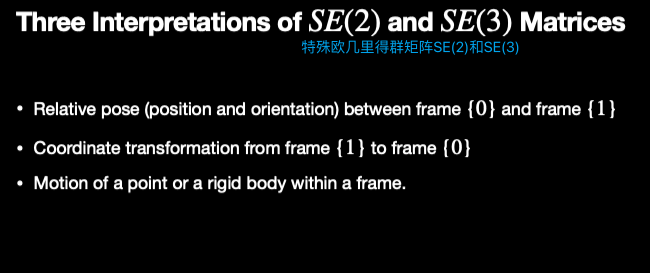 Three Interpretations of SE(2) and SE(3) Matrices
特殊欧几里得群矩阵SE(2)和SE(3)
• Relative pose (position and orientation) between frame {0} and frame {1}
• Coordinate transformation from frame {1} to frame {0}
• Motion of a point or a rigid body within a frame.